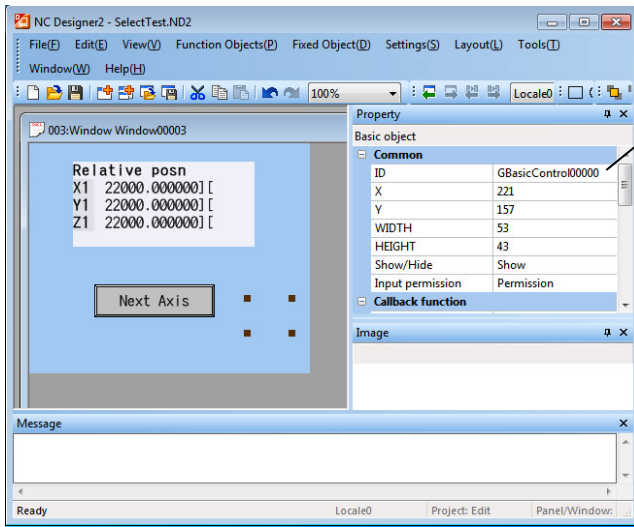 NC Designer2 - SelectTest.ND2
File(F) Edit(E) View(V) Function Objects(P) Fixed Object(D) Settings(S) Layout(L) Tools(T)
Window(W) Help(H)
100% Locale0
Property
003:Window Window00003
Basic object
Common
Relative posn
ID GBasicControl00000
X1 22000.000000][
X 221
Y1 22000.000000][
Y 157
Z1 22000.000000][
WIDTH 53
HEIGHT 43
Show/Hide Show
Input permission Permission
Next Axis
Callback function
Image
Message
Ready Locale0 Project: Edit Panel/Window: